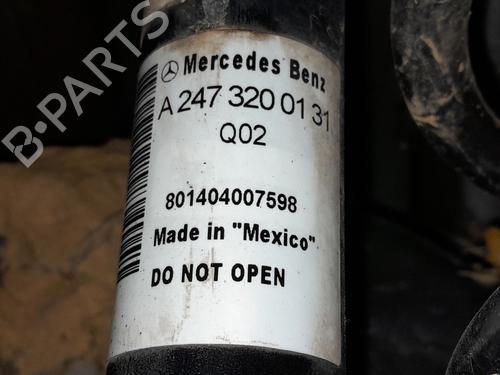 B-PARTS
Mercedes Benz
A 247 320 01 31
Q02
801404007598
Made in "Mexico"
DO NOT OPEN